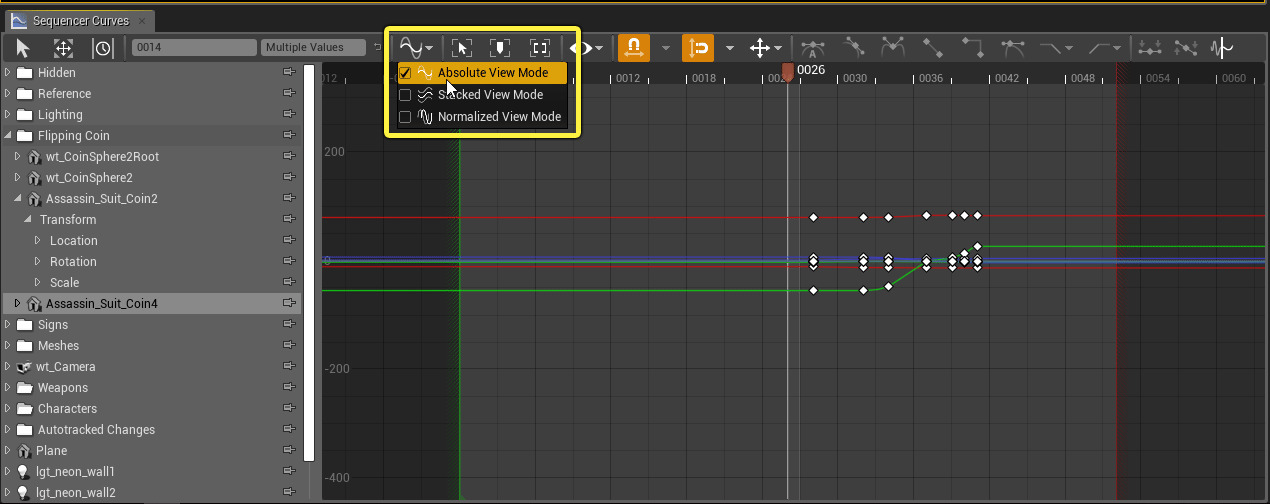 Sequencer Curves ×
0014 Multiple Values
Absolute View Mode
Stacked View Mode
Normalized View Mode
0012 0018 0026 0030 0036 0042 0048 0054 0060
200
0
-200
-400
Hidden
Reference
Lighting
Flipping Coin
wt_CoinSphere2Root
wt_CoinSphere2
Assassin_Suit_Coin2
Transform
Location
Rotation
Scale
Assassin_Suit_Coin4
Signs
Meshes
wt_Camera
Weapons
Characters
Autotracked Changes
Plane
lgt_neon_wall1
lgt_neon_wall2